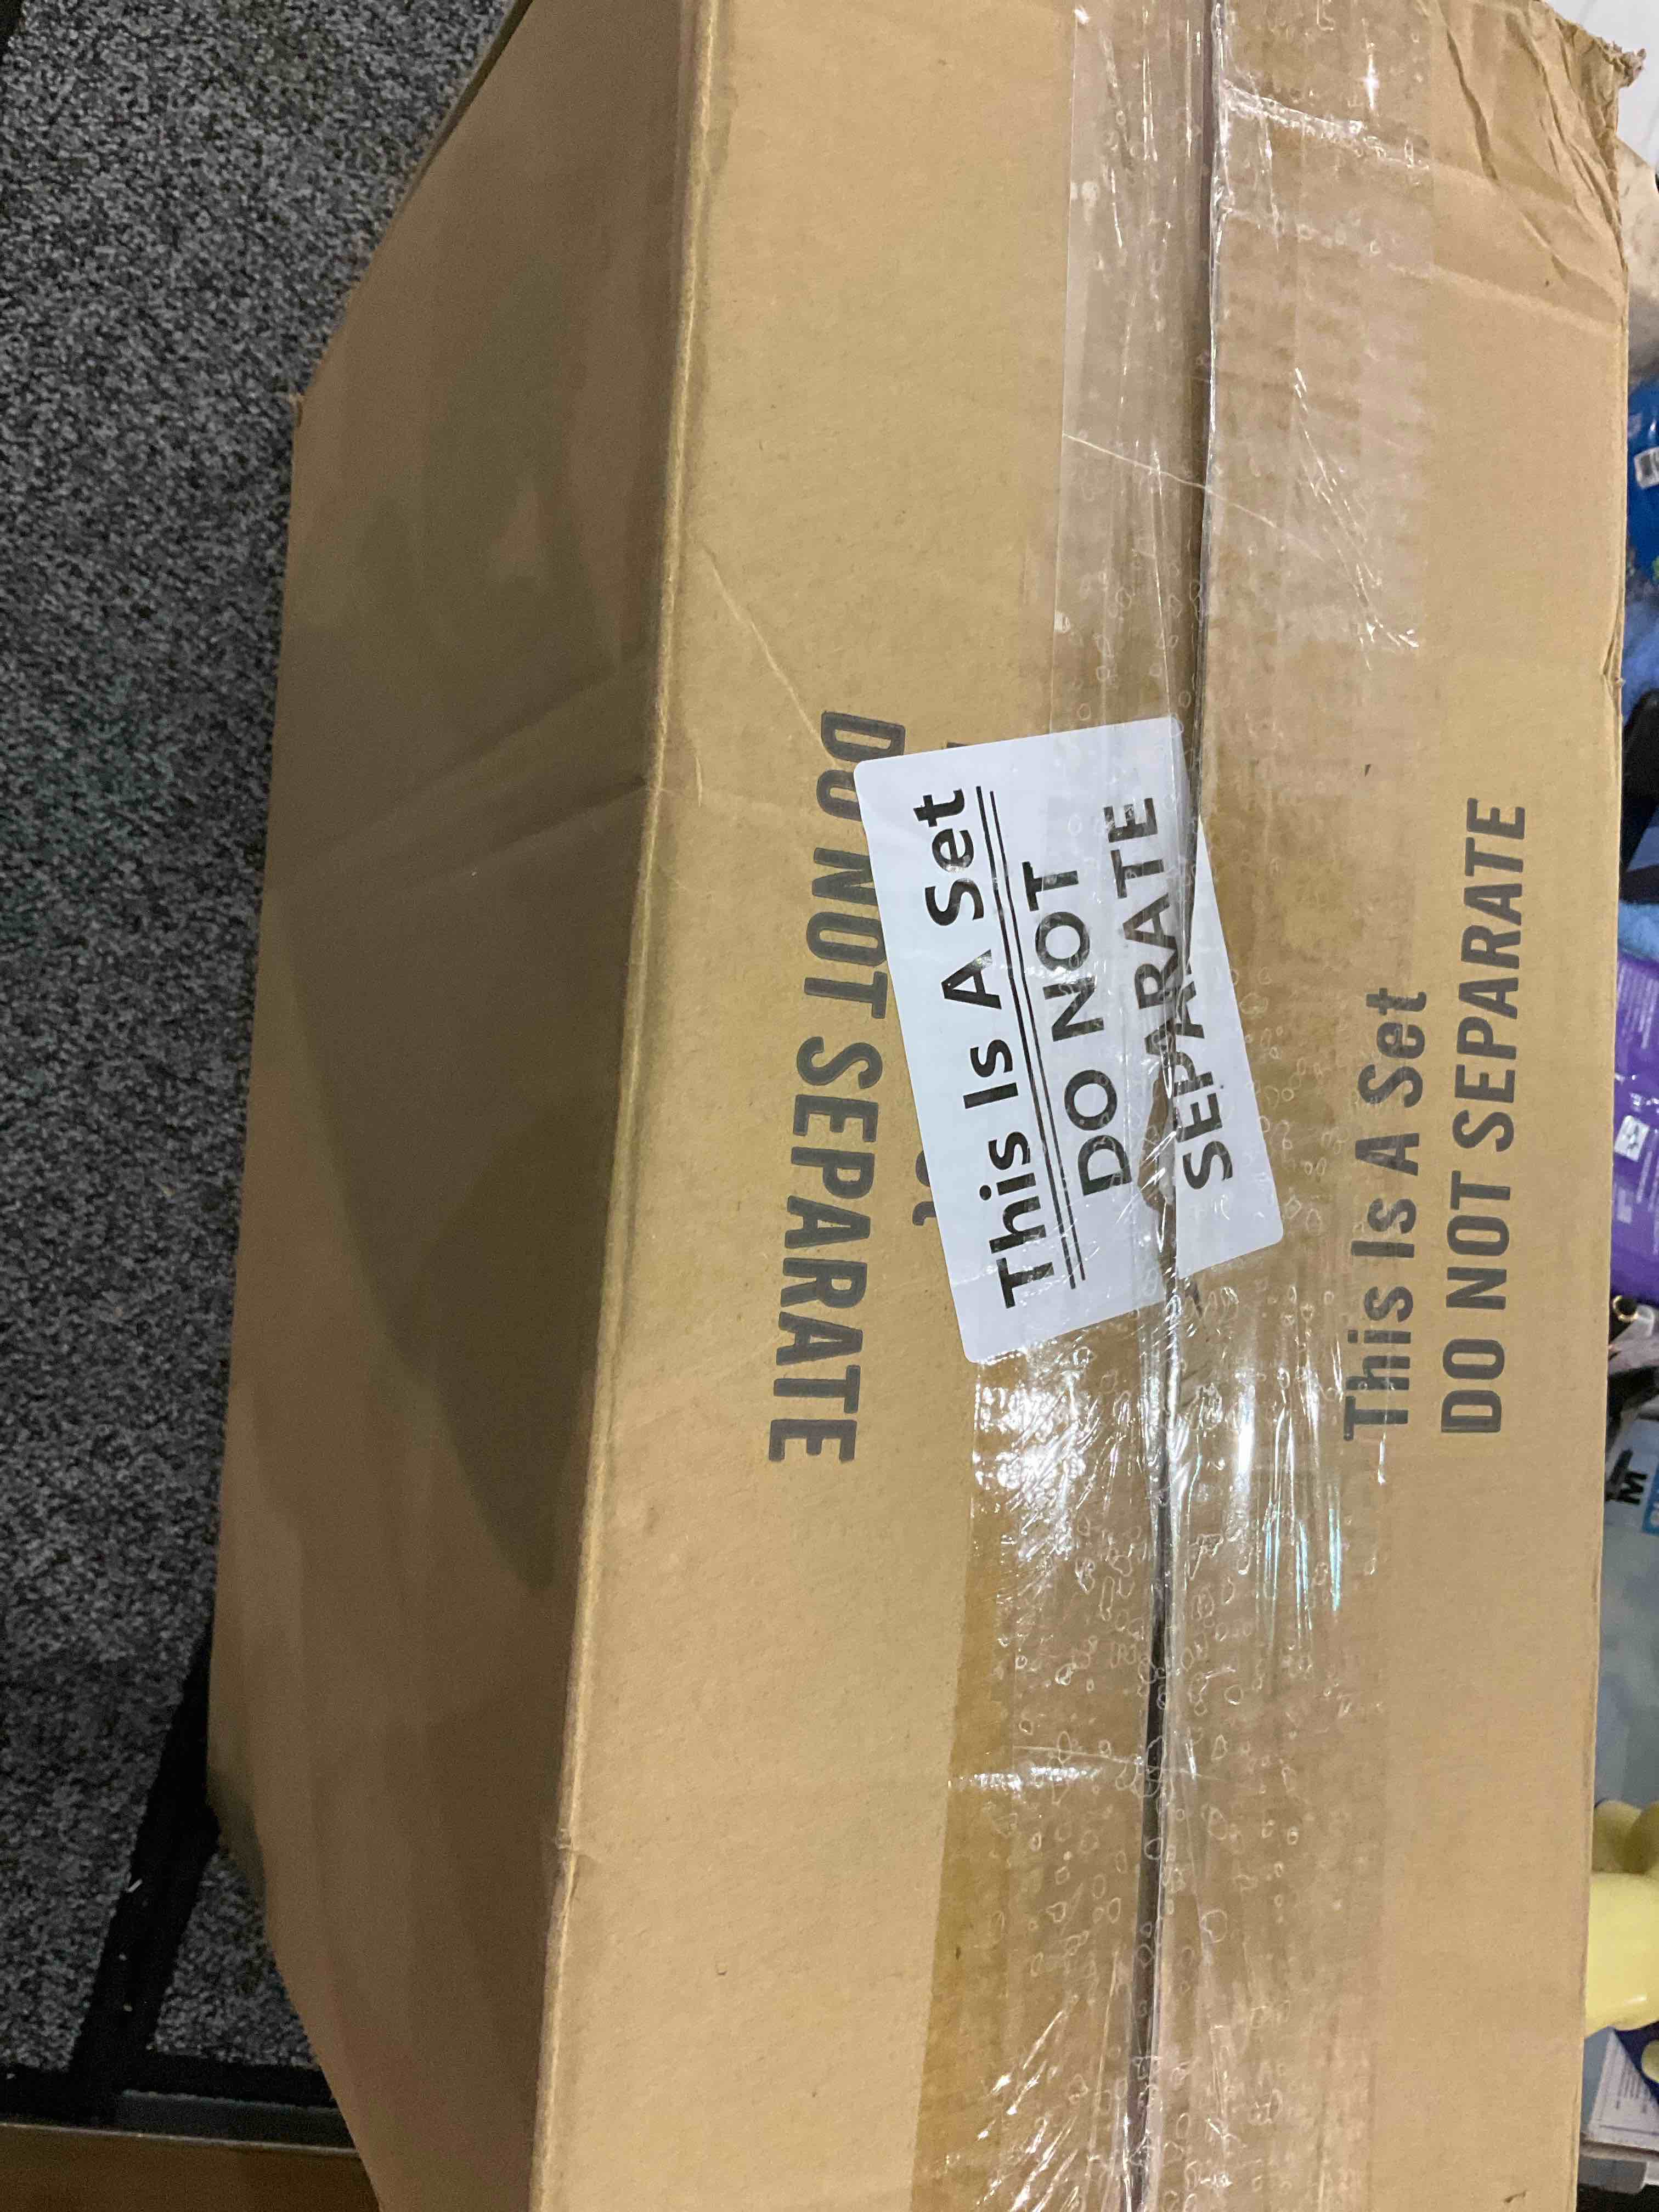 DO NOT SEPARATE
This Is A Set
DO NOT
SEPARATE
This Is A Set
DO NOT SEPARATE